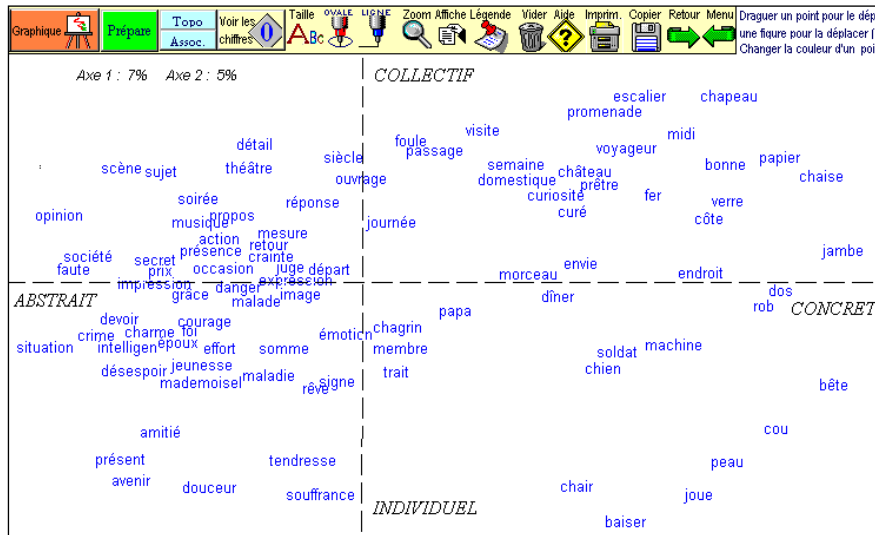 Graphique
Prépare
Topo
Assoc.
Voir les
chiffres
0
Taille
ABc
OVALE
LIGNE
Zoom
Affiche
Légende
Vider
Aide
?
Imprim.
Copier
Retour
Menu
Draguer un point pour le dép
une figure pour la déplacer (
Changer la couleur d'un poi
Axe 1 : 7% Axe 2 : 5%
COLLECTIF
escalier chapeau
promenade
visite midi
foule
détail passage voyageur
siècle semaine bonne papier
scène sujet théâtre château chaise
ouvrage domestique prêtre
soirée réponse curiosité fer verre
opinion musique propos journée curé côte
action mesure
retour
société présence crainte jambe
secret envie
faute prix occasion juge départ morceau endroit
impression danger expression
ABSTRAIT grâce malade image dîner dos
rob CONCRET
devoir courage papa
crime charme foi émotion chagrin
situation intelligen époux effort somme membre soldat machine
désespoir jeunesse trait chien
mademoisel maladie rêve signe bête
amitié cou
présent tendresse peau
avenir douceur souffrance chair joue
INDIVIDUEL
baiser